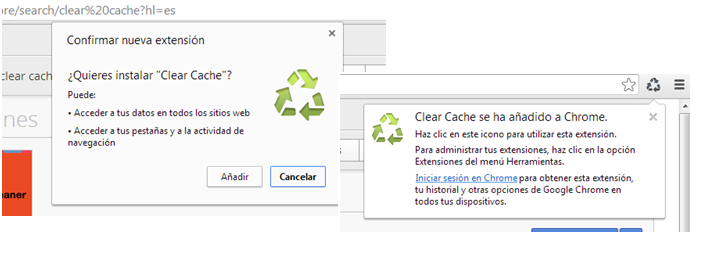 ore/search/clear%20cache?hl=es
Confirmar nueva extensión
¿Quieres instalar "Clear Cache"?
Puede:
• Acceder a tus datos en todos los sitios web
• Acceder a tus pestañas y a la actividad de
navegación
Añadir
Cancelar
clear cach
nes
aner
Clear Cache se ha añadido a Chrome.
Haz clic en este icono para utilizar esta extensión.
Para administrar tus extensiones, haz clic en la opción
Extensiones del menú Herramientas.
Iniciar sesión en Chrome para obtener esta extensión,
tu historial y otras opciones de Google Chrome en
todos tus dispositivos.